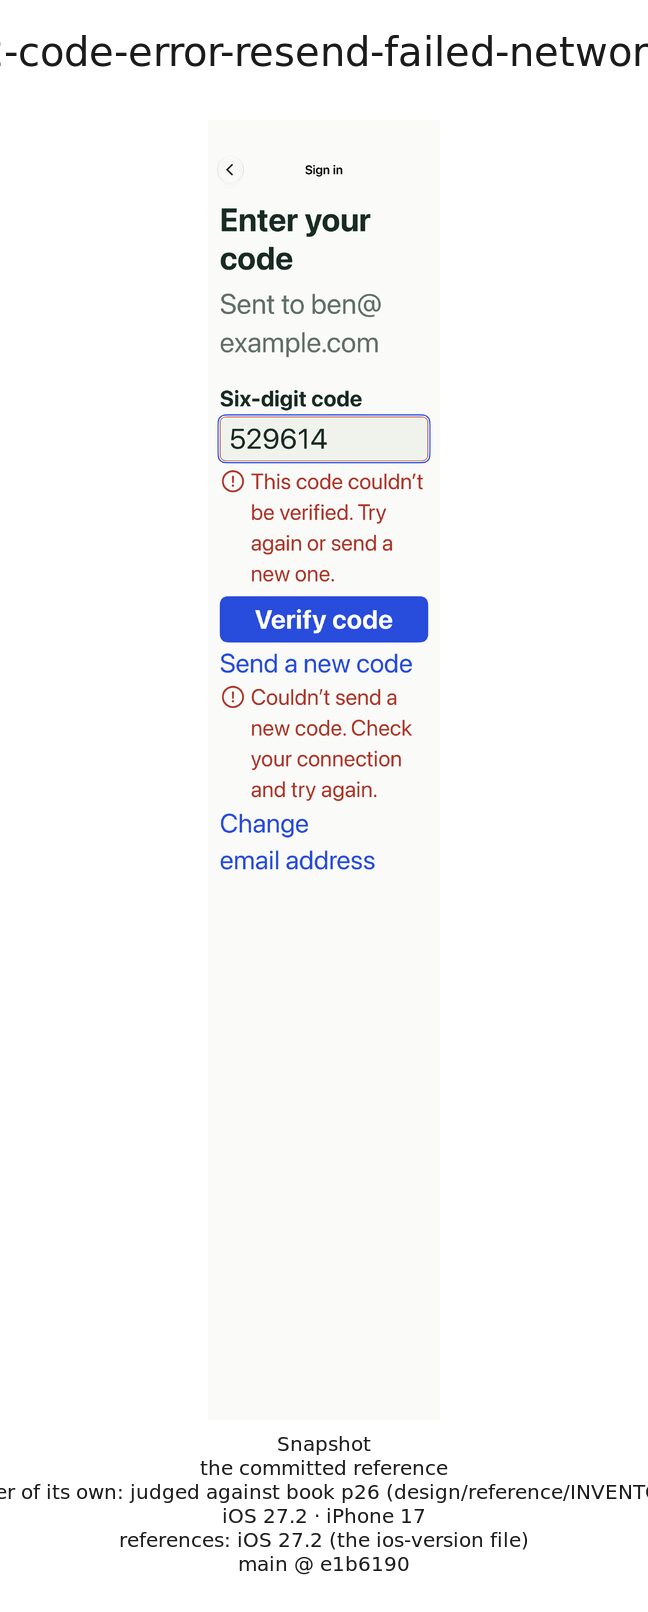 -code-error-resend-failed-networ
Sign in
Enter your
code
Sent to ben@
example.com
Six-digit code
529614
This code couldn’t
be verified. Try
again or send a
new one.
Verify code
Send a new code
Couldn’t send a
new code. Check
your connection
and try again.
Change
email address
Snapshot
the committed reference
er of its own: judged against book p26 (design/reference/INVENT
iOS 27.2 · iPhone 17
references: iOS 27.2 (the ios-version file)
main @ e1b6190